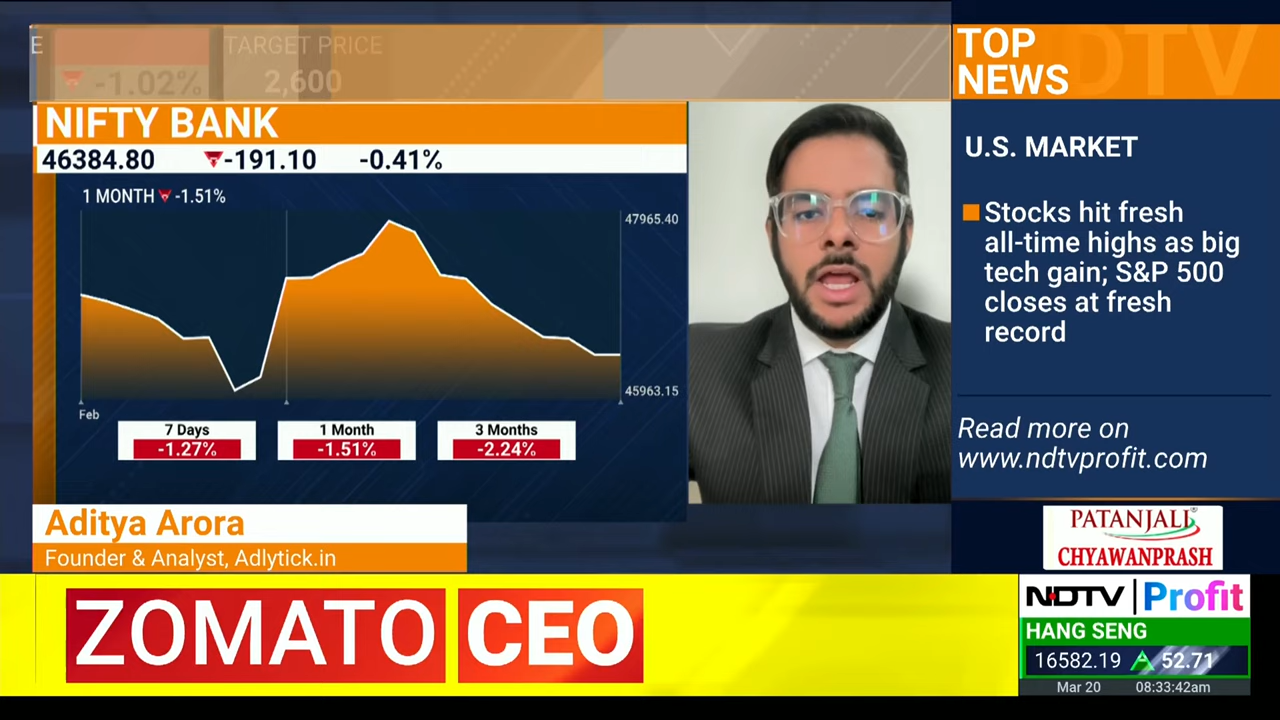 E
TARGET PRICE
-1.02%
2,600
NIFTY BANK
46384.80 -191.10 -0.41%
1 MONTH -1.51%
47965.40
45963.15
Feb
7 Days
-1.27%
1 Month
-1.51%
3 Months
-2.24%
Aditya Arora
Founder & Analyst, Adlytick.in
ZOMATO CEO
TOP
NEWS
NDTV
U.S. MARKET
Stocks hit fresh
all-time highs as big
tech gain; S&P 500
closes at fresh
record
Read more on
www.ndtvprofit.com
PATANJALI
CHYAWANPRASH
NDTV Profit
HANG SENG
16582.19 52.71
Mar 20 08:33:42am